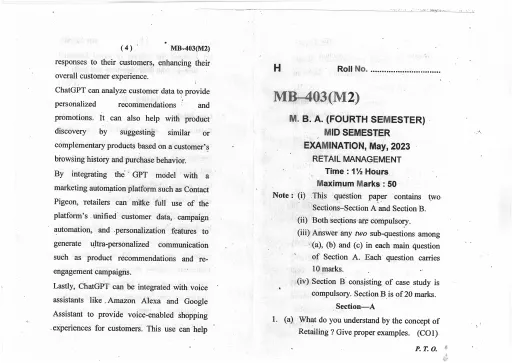 ( 4 ) MB-403(M2)
responses to their customers, enhancing their
overall customer experience.
ChatGPT can analyze customer data to provide
personalized recommendations and
promotions. It can also help with product
discovery by suggesting similar or
complementary products based on a customer's
browsing history and purchase behavior.
By integrating the GPT model with a
marketing automation platform such as Contact
Pigeon, retailers can make full use of the
platform's unified customer data, campaign
automation, and personalization features to
generate ultra-personalized communication
such as product recommendations and re-
engagement campaigns.
Lastly, ChatGPT can be integrated with voice
assistants like Amazon Alexa and Google
Assistant to provide voice-enabled shopping
experiences for customers. This use can help
H Roll No. ..............................
MB–403(M2)
M. B. A. (FOURTH SEMESTER)
MID SEMESTER
EXAMINATION, May, 2023
RETAIL MANAGEMENT
Time : 1½ Hours
Maximum Marks : 50
Note : (i) This question paper contains two
Sections–Section A and Section B.
(ii) Both sections are compulsory.
(iii) Answer any two sub-questions among
(a), (b) and (c) in each main question
of Section A. Each question carries
10 marks.
(iv) Section B consisting of case study is
compulsory. Section B is of 20 marks.
Section—A
1. (a) What do you understand by the concept of
Retailing ? Give proper examples. (CO1)
P. T. O.